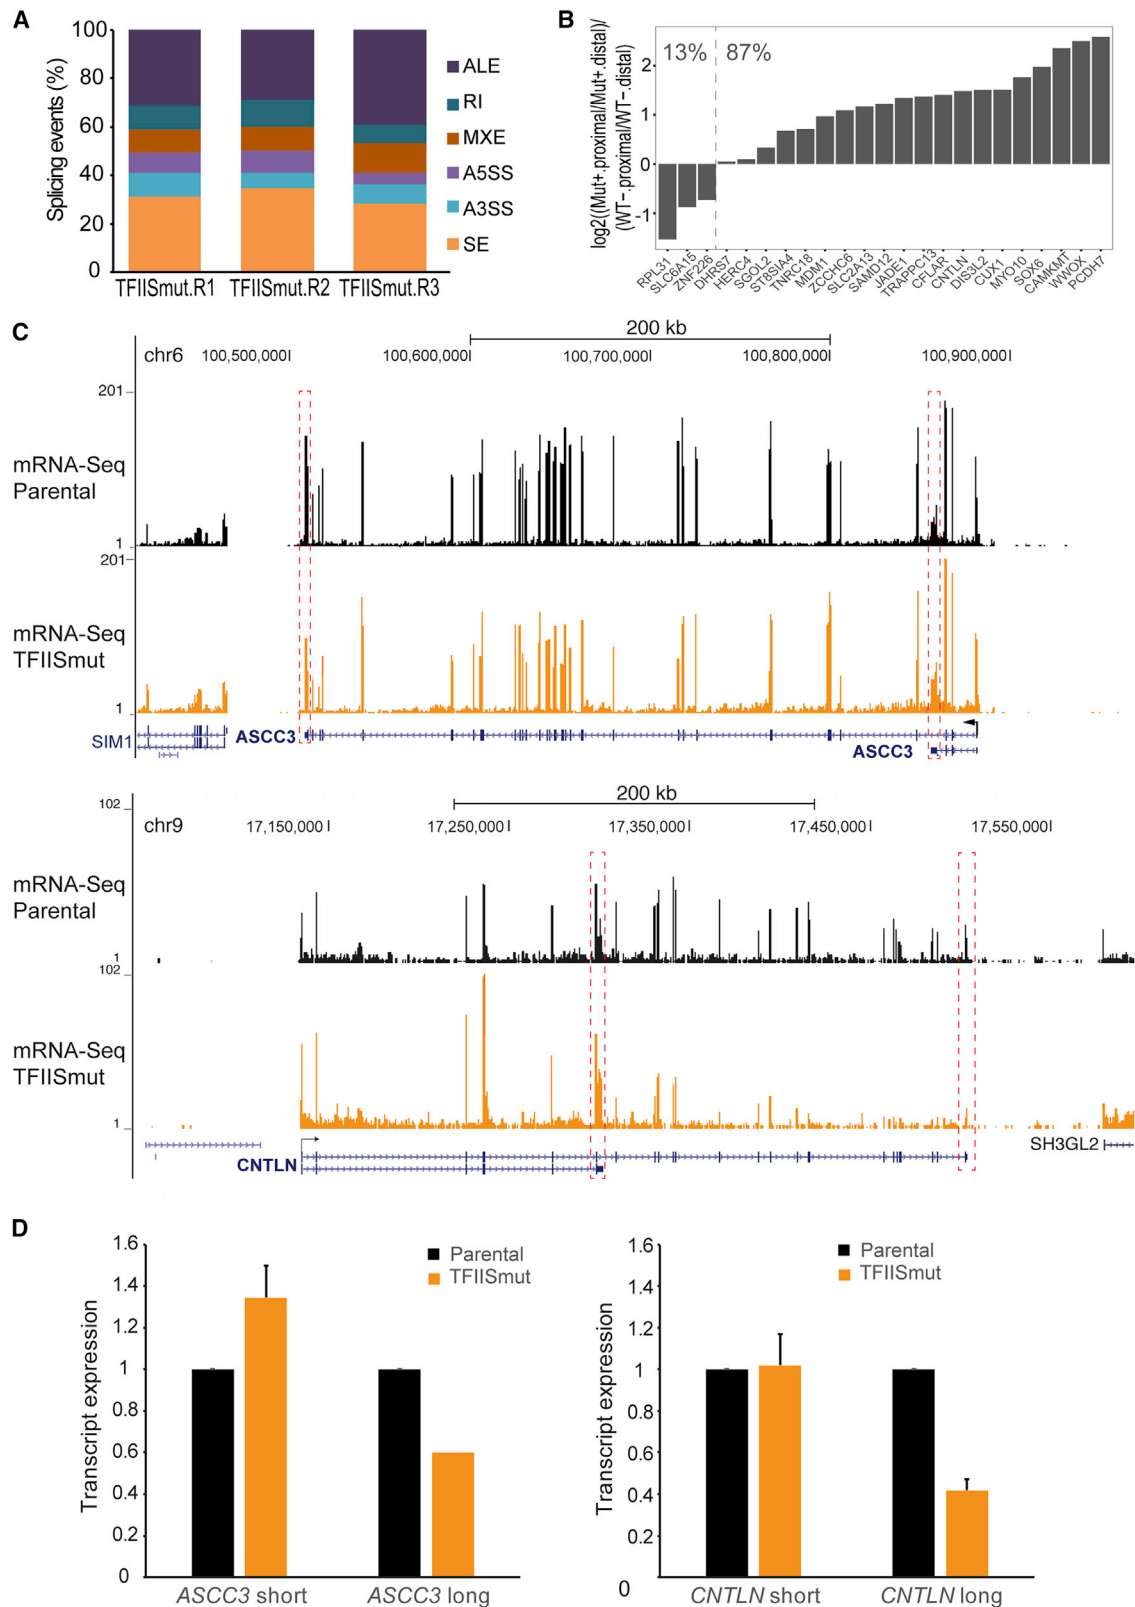 A
Splicing events (%)
100
80
60
40
20
0
TFIISmut.R1 TFIISmut.R2 TFIISmut.R3
ALE
RI
MXE
A5SS
A3SS
SE
B
log2((Mut+.proximal/Mut+.distal)/
(WT−.proximal/WT−.distal)
2
1
0
-1
13% 87%
RPL31
SLC6A15
ZNF226
DHRS7
HERC4
SGOL2
ST8SIA4
TNRC18
MDM1
ZCCHC6
SLC2A13
SAMD12
JADE1
TRAPPC13
CFLAR
CNTLN
DIS3L2
CUX1
MYO10
SOX6
CAMKMT
WWOX
PCDH7
C
200 kb
chr6 100,500,000 100,600,000 100,700,000 100,800,000 100,900,000
201
mRNA-Seq
Parental
1
201
mRNA-Seq
TFIISmut
1
SIM1 ASCC3
ASCC3
102
200 kb
chr9 17,150,000 17,250,000 17,350,000 17,450,000 17,550,000
mRNA-Seq
Parental
1
102
mRNA-Seq
TFIISmut
1
SH3GL2
CNTLN
D
Transcript expression
1.6
1.4
1.2
1
0.8
0.6
0.4
0.2
0
Parental
TFIISmut
ASCC3 short ASCC3 long
Transcript expression
1.6
1.4
1.2
1
0.8
0.6
0.4
0.2
0
Parental
TFIISmut
CNTLN short CNTLN long